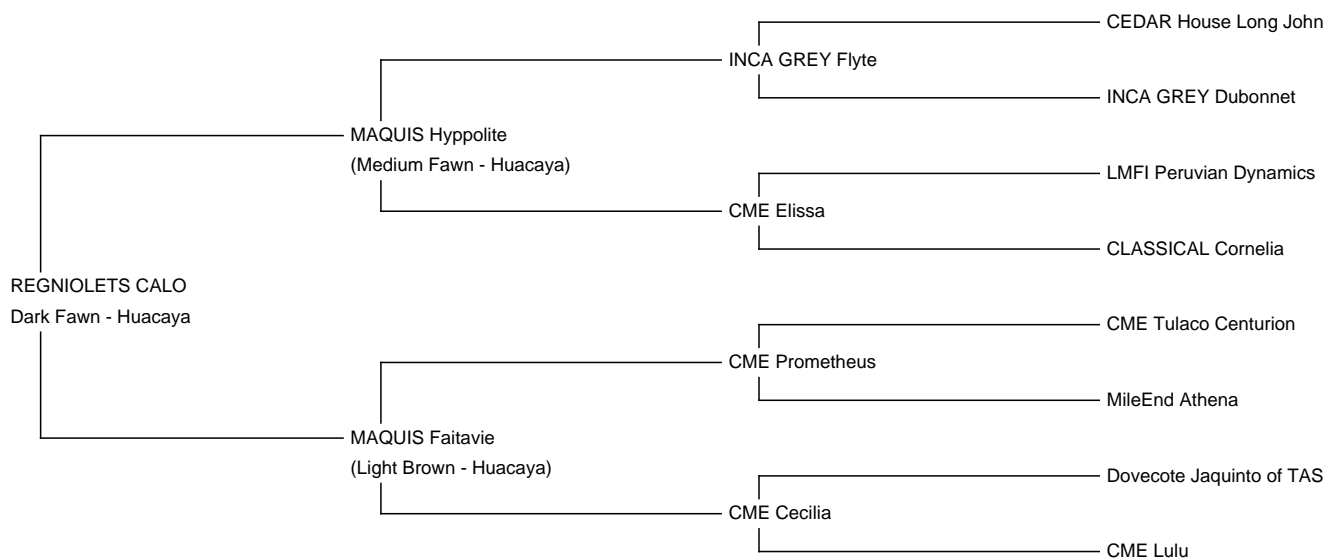 CEDAR House Long John
INCA GREY Flyte
INCA GREY Dubonnet
MAQUIS Hyppolite
(Medium Fawn - Huacaya)
LMFI Peruvian Dynamics
CME Elissa
CLASSICAL Cornelia
REGNIOLETS CALO
Dark Fawn - Huacaya
CME Tulaco Centurion
CME Prometheus
MileEnd Athena
MAQUIS Faitavie
(Light Brown - Huacaya)
Dovecote Jaquinto of TAS
CME Cecilia
CME Lulu